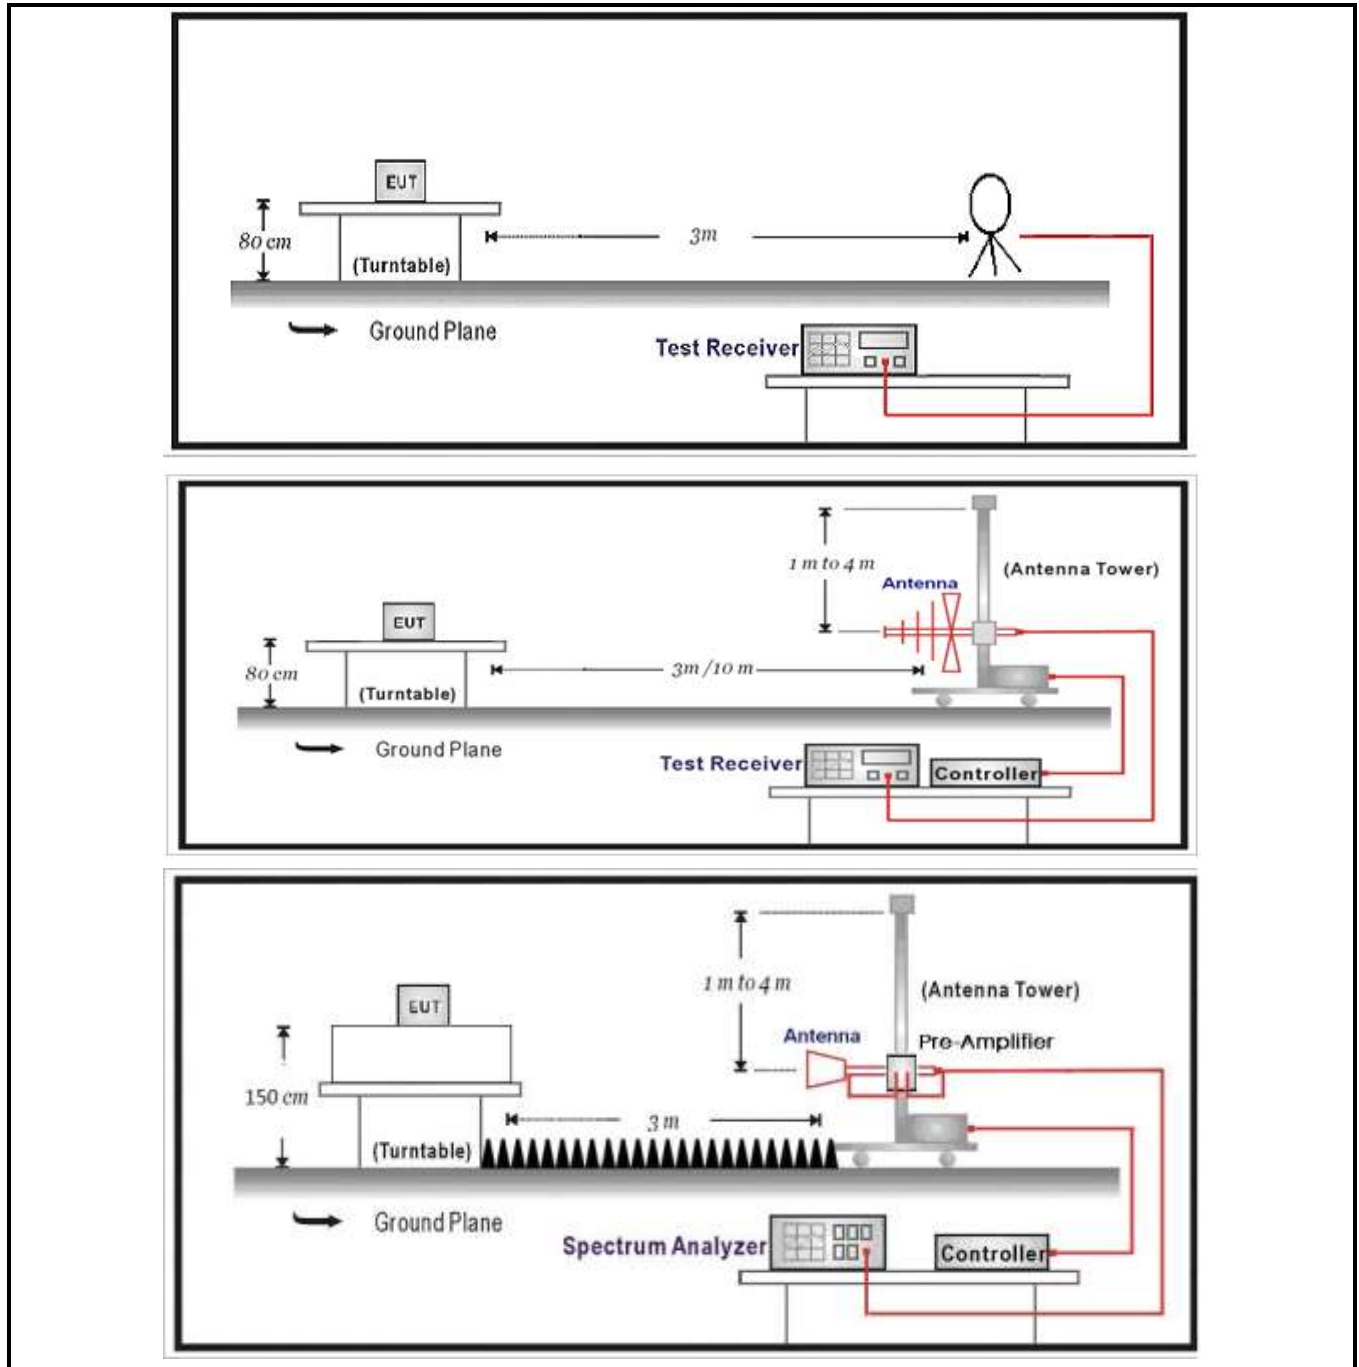 EUT
80 cm
3m
(Turntable)
Ground Plane
Test Receiver
1 m to 4 m
(Antenna Tower)
Antenna
EUT
80 cm
3m /10 m
(Turntable)
Ground Plane
Test Receiver
Controller
1 m to 4 m
(Antenna Tower)
EUT
Antenna
Pre-Amplifier
150 cm
3 m
(Turntable)
Ground Plane
Spectrum Analyzer
Controller